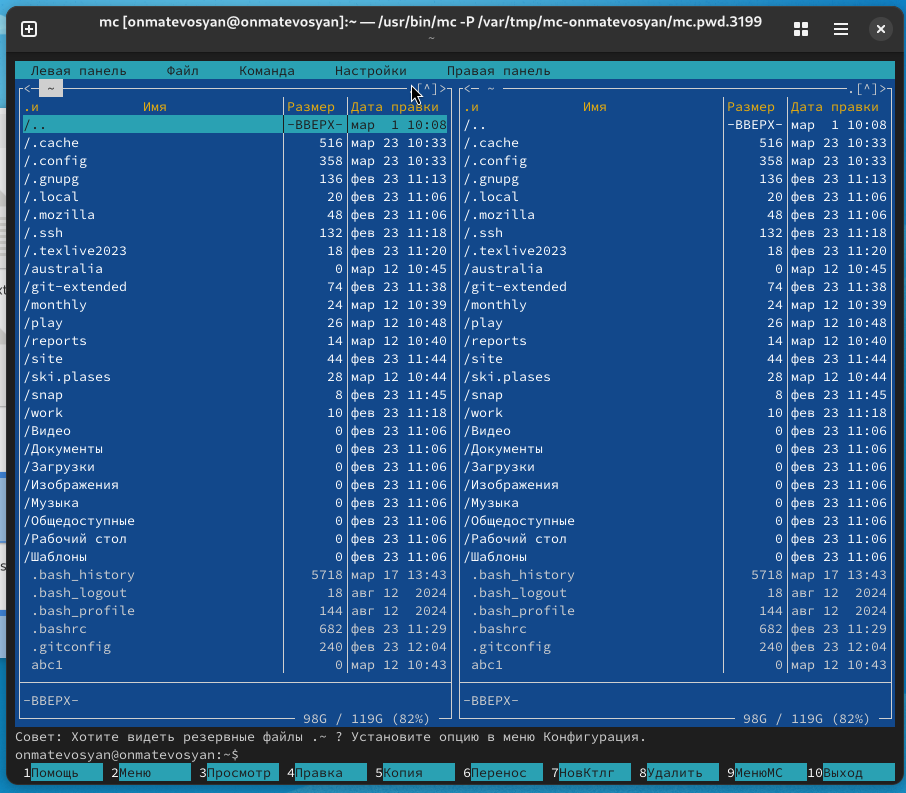 mc [onmatevosyan@onmatevosyan]:~ — /usr/bin/mc -P /var/tmp/mc-onmatevosyan/mc.pwd.3199
~
Левая панель Файл Команда Настройки Правая панель
<─ ~ .[^]> <─ ~ .[^]>
.и Имя Размер Дата правки .и Имя Размер Дата правки
/.. -ВВЕРХ- мар 1 10:08 /.. -ВВЕРХ- мар 1 10:08
/.cache 516 мар 23 10:33 /.cache 516 мар 23 10:33
/.config 358 мар 23 10:33 /.config 358 мар 23 10:33
/.gnupg 136 фев 23 11:13 /.gnupg 136 фев 23 11:13
/.local 20 фев 23 11:06 /.local 20 фев 23 11:06
/.mozilla 48 фев 23 11:06 /.mozilla 48 фев 23 11:06
/.ssh 132 фев 23 11:18 /.ssh 132 фев 23 11:18
/.texlive2023 18 фев 23 11:20 /.texlive2023 18 фев 23 11:20
/australia 0 мар 12 10:45 /australia 0 мар 12 10:45
/git-extended 74 фев 23 11:38 /git-extended 74 фев 23 11:38
/monthly 24 мар 12 10:39 /monthly 24 мар 12 10:39
/play 26 мар 12 10:48 /play 26 мар 12 10:48
/reports 14 мар 12 10:40 /reports 14 мар 12 10:40
/site 44 фев 23 11:44 /site 44 фев 23 11:44
/ski.plases 28 мар 12 10:44 /ski.plases 28 мар 12 10:44
/snap 8 фев 23 11:45 /snap 8 фев 23 11:45
/work 10 фев 23 11:18 /work 10 фев 23 11:18
/Видео 0 фев 23 11:06 /Видео 0 фев 23 11:06
/Документы 0 фев 23 11:06 /Документы 0 фев 23 11:06
/Загрузки 0 фев 23 11:06 /Загрузки 0 фев 23 11:06
/Изображения 0 фев 23 11:06 /Изображения 0 фев 23 11:06
/Музыка 0 фев 23 11:06 /Музыка 0 фев 23 11:06
/Общедоступные 0 фев 23 11:06 /Общедоступные 0 фев 23 11:06
/Рабочий стол 0 фев 23 11:06 /Рабочий стол 0 фев 23 11:06
/Шаблоны 0 фев 23 11:06 /Шаблоны 0 фев 23 11:06
.bash_history 5718 мар 17 13:43 .bash_history 5718 мар 17 13:43
.bash_logout 18 авг 12 2024 .bash_logout 18 авг 12 2024
.bash_profile 144 авг 12 2024 .bash_profile 144 авг 12 2024
.bashrc 682 фев 23 11:29 .bashrc 682 фев 23 11:29
.gitconfig 240 фев 23 12:04 .gitconfig 240 фев 23 12:04
abc1 0 мар 12 10:43 abc1 0 мар 12 10:43
-ВВЕРХ- -ВВЕРХ-
98G / 119G (82%) 98G / 119G (82%)
Совет: Хотите видеть резервные файлы .~ ? Установите опцию в меню Конфигурация.
onmatevosyan@onmatevosyan:~$
1Помощь 2Меню 3Просмотр 4Правка 5Копия 6Перенос 7НовКтлг 8Удалить 9МенюMC 10Выход